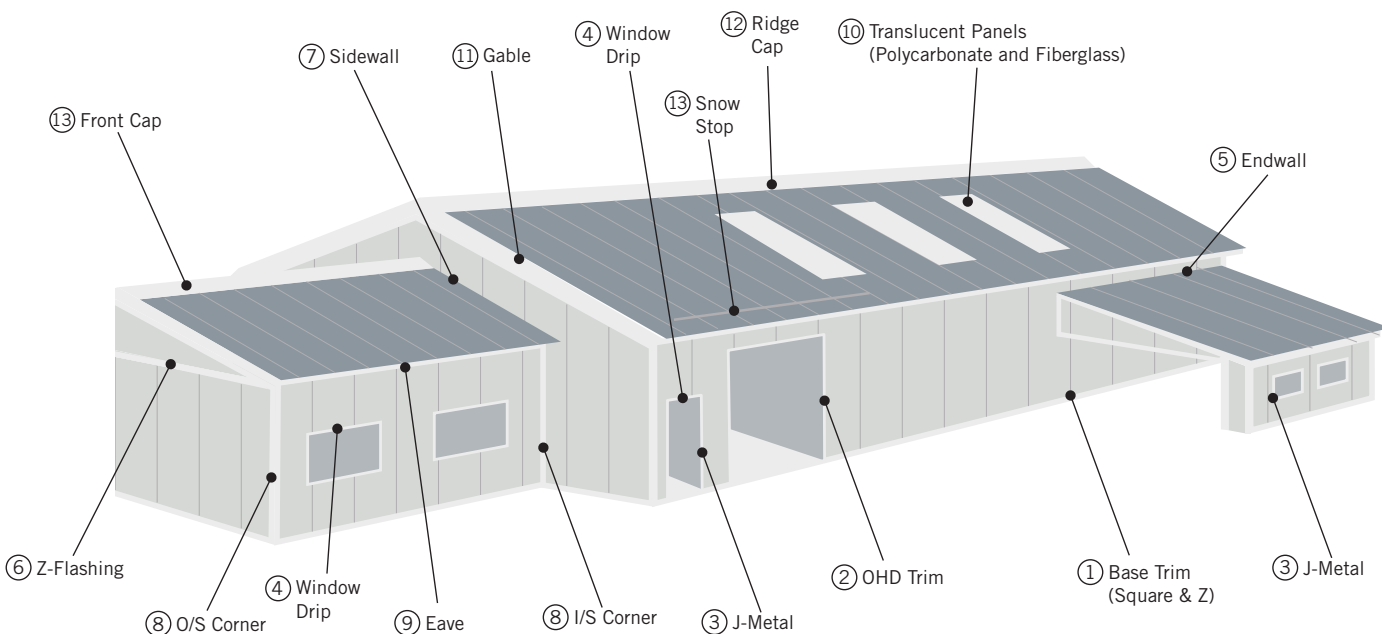 ④ Window
Drip
⑫ Ridge
Cap
⑩ Translucent Panels
(Polycarbonate and Fiberglass)
⑦ Sidewall
⑪ Gable
⑬ Snow
Stop
⑬ Front Cap
⑤ Endwall
⑥ Z-Flashing
④ Window
Drip
② OHD Trim
① Base Trim
(Square & Z)
③ J-Metal
⑧ O/S Corner
⑨ Eave
⑧ I/S Corner
③ J-Metal